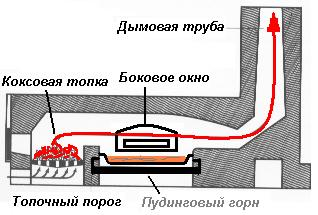 Дымовая труба
Боковое окно
Коксовая топка
Топочный порог
Пудинговый горн